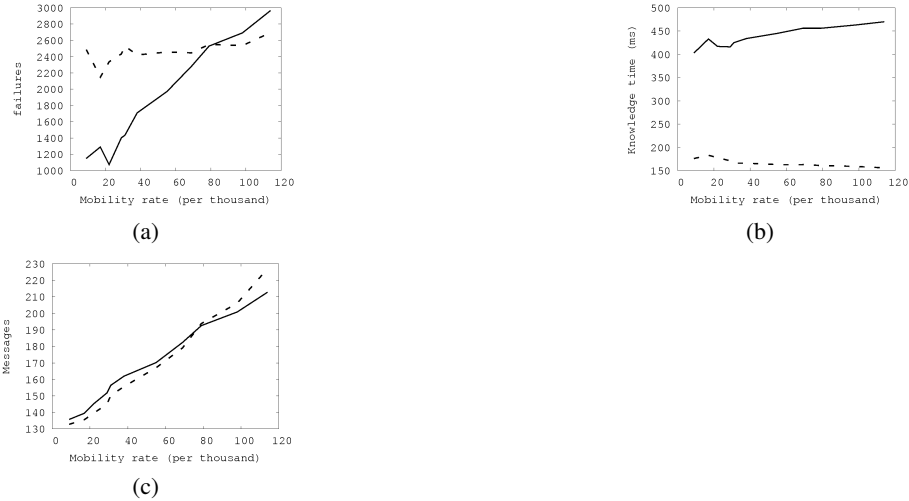 3000
2800
2600
2400
2200
2000
1800
1600
1400
1200
1000
failures
0 20 40 60 80 100 120
Mobility rate (per thousand)
(a)
500
450
400
350
300
250
200
150
Knowledge time (ms)
0 20 40 60 80 100 120
Mobility rate (per thousand)
(b)
230
220
210
200
190
180
170
160
150
140
130
Messages
0 20 40 60 80 100 120
Mobility rate (per thousand)
(c)